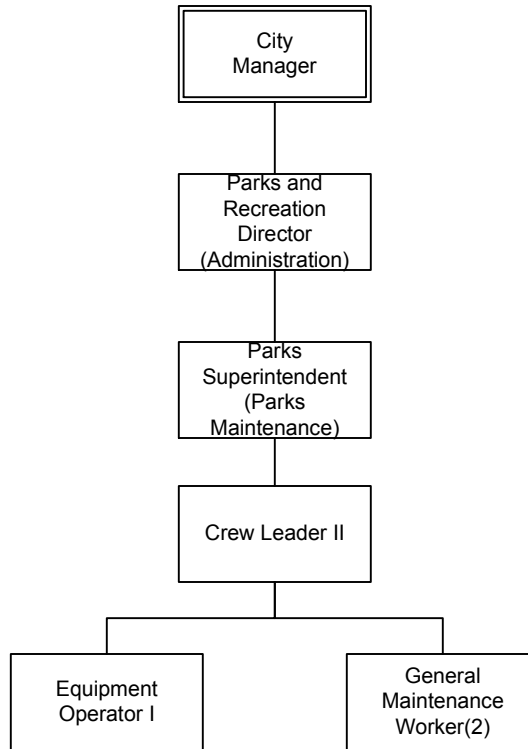 City
Manager
Parks and
Recreation
Director
(Administration)
Parks
Superintendent
(Parks
Maintenance)
Crew Leader II
Equipment
Operator I
General
Maintenance
Worker(2)